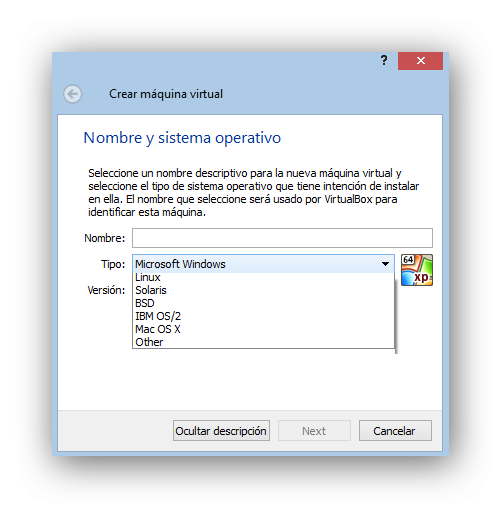 ?
Crear máquina virtual
Nombre y sistema operativo
Seleccione un nombre descriptivo para la nueva máquina virtual y
seleccione el tipo de sistema operativo que tiene intención de instalar
en ella. El nombre que seleccione será usado por VirtualBox para
identificar esta máquina.
Nombre:
Tipo: Microsoft Windows
64
xp
Linux
Versión: Solaris
BSD
IBM OS/2
Mac OS X
Other
Ocultar descripción Next Cancelar